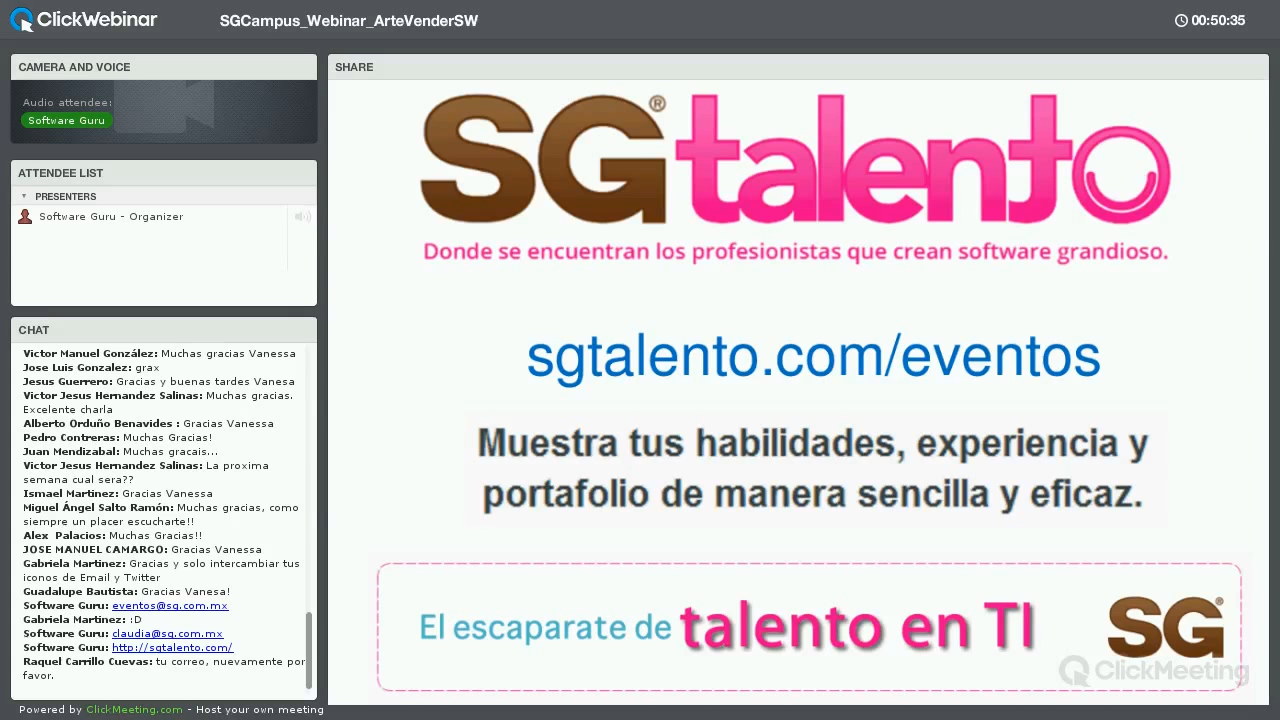 ClickWebinar
SGCampus_Webinar_ArteVenderSW
00:50:35
CAMERA AND VOICE
Audio attendee:
Software Guru
ATTENDEE LIST
PRESENTERS
Software Guru - Organizer
CHAT
Victor Manuel González: Muchas gracias Vanessa
Jose Luis Gonzalez: grax
Jesus Guerrero: Gracias y buenas tardes Vanesa
Victor Jesus Hernandez Salinas: Muchas gracias.
Excelente charla
Alberto Orduño Benavides : Gracias Vanessa
Pedro Contreras: Muchas Gracias!
Juan Mendizabal: Muchas gracais...
Victor Jesus Hernandez Salinas: La proxima
semana cual sera??
Ismael Martinez: Gracias Vanessa
Miguel Ángel Salto Ramón: Muchas gracias, como
siempre un placer escucharte!!
Alex Palacios: Muchas Gracias!!
JOSE MANUEL CAMARGO: Gracias Vanessa
Gabriela Martinez: Gracias y solo intercambiar tus
iconos de Email y Twitter
Guadalupe Bautista: Gracias Vanesa!
Software Guru: eventos@sg.com.mx
Gabriela Martinez: :D
Software Guru: claudia@sg.com.mx
Software Guru: http://sgtalento.com/
Raquel Carrillo Cuevas: tu correo, nuevamente por
favor.
Powered by ClickMeeting.com - Host your own meeting
SHARE
SG® talento
Donde se encuentran los profesionistas que crean software grandioso.
sgtalento.com/eventos
Muestra tus habilidades, experiencia y
portafolio de manera sencilla y eficaz.
El escaparate de talento en TI
SG®
ClickMeeting